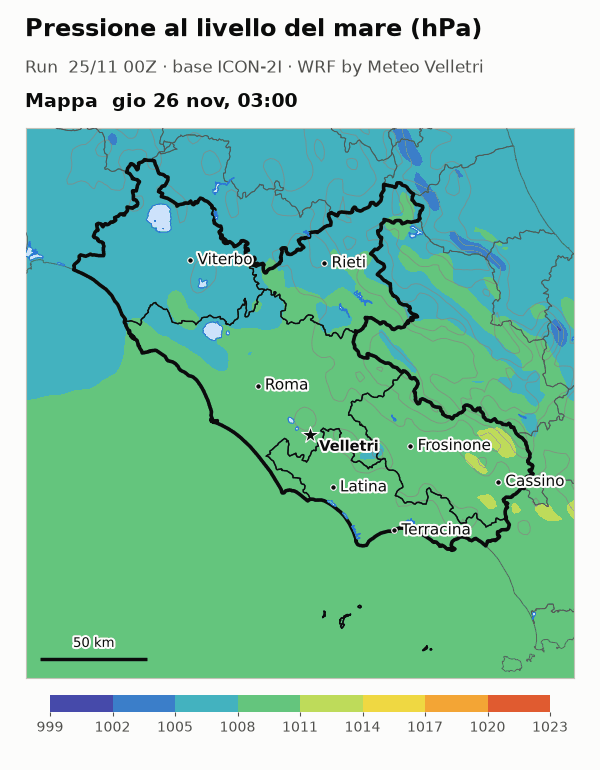 Pressione al livello del mare (hPa)
Run  25/11 00Z · base ICON-2I · WRF by Meteo Velletri
Mappa  gio 26 nov, 03:00
Viterbo
Rieti
Roma
Velletri
Frosinone
Latina
Cassino
Terracina
50 km
999 1002 1005 1008 1011 1014 1017 1020 1023